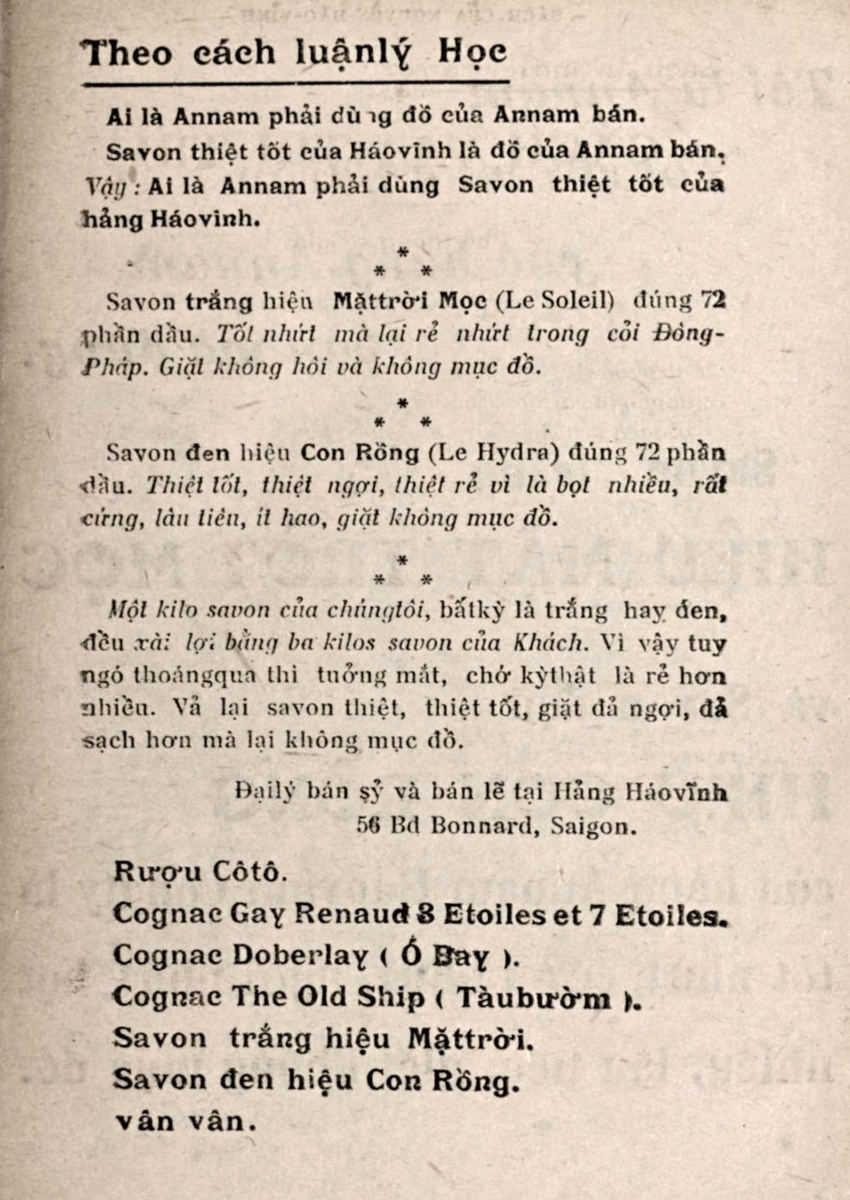 Theo cách luậnlý Học
Ai là Annam phải dùng đồ của Annam bán.
Savon thiệt tốt của Háovĩnh là đồ của Annam bán.
Vậy : Ai là Annam phải dùng Savon thiệt tốt của
hảng Háovinh.
*
* *
Savon trắng hiệu Mặttrời Mọc (Le Soleil) đúng 72
phần dầu. Tốt nhứt mà lại rẻ nhứt trong cỏi Đông-
Pháp. Giặt không hôi và không mục đồ.
*
* *
Savon đen hiệu Con Rồng (Le Hydra) đúng 72 phần
dầu. Thiệt tốt, thiệt ngợi, thiệt rẻ vì là bọt nhiều, rất
cứng, lâu tiêu, ít hao, giặt không mục đồ.
*
* *
Một kilo savon của chúngtôi, bấtkỳ là trắng hay đen,
đều xài lợi bằng ba kilos savon của Khách. Vì vậy tuy
ngó thoángqua thì tuởng mắt, chớ kỳthật là rẻ hơn
nhiều. Vả lại savon thiệt, thiệt tốt, giặt đả ngợi, đả
sạch hơn mà lại không mục đồ.
Đạilý bán sỷ và bán lẽ tại Hảng Háovĩnh
56 Bd Bonnard, Saigon.
Rượu Côtô.
Cognac Gay Renaud 3 Etoiles et 7 Etoiles.
Cognac Doberlay ( Ó Bay ).
Cognac The Old Ship ( Tàubườm ).
Savon trắng hiệu Mặttrời.
Savon đen hiệu Con Rồng.
vân vân.